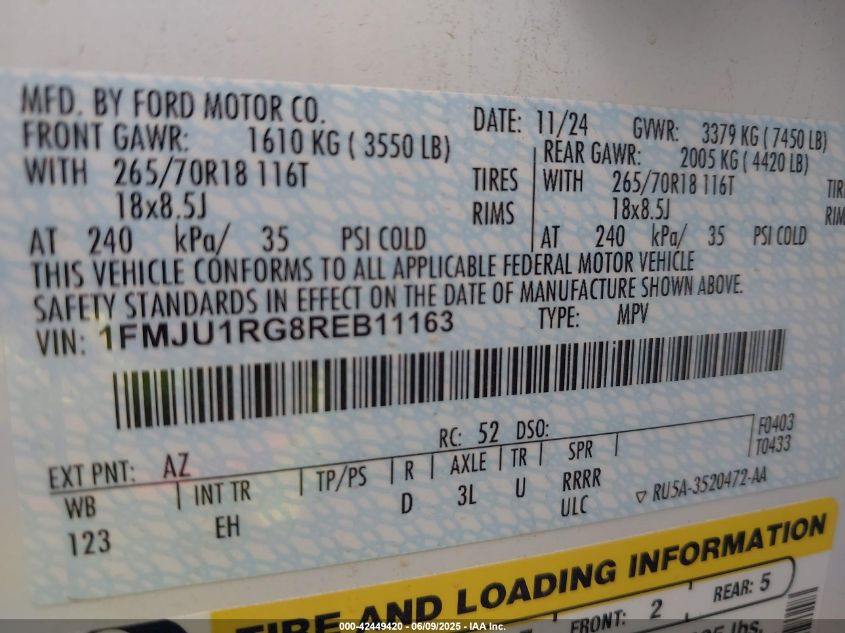 MFD. BY FORD MOTOR CO.
DATE: 11/24 GVWR: 3379 KG ( 7450 LB)
FRONT GAWR: 1610 KG ( 3550 LB) REAR GAWR: 2005 KG ( 4420 LB)
WITH 265/70R18 116T TIRES WITH 265/70R18 116T
18x8.5J RIMS 18x8.5J
AT 240 kPa/ 35 PSI COLD AT 240 kPa/ 35 PSI COLD
THIS VEHICLE CONFORMS TO ALL APPLICABLE FEDERAL MOTOR VEHICLE
SAFETY STANDARDS IN EFFECT ON THE DATE OF MANUFACTURE SHOWN ABOVE.
VIN: 1FMJU1RG8REB11163 TYPE: MPV
F0403
T0433
EXT PNT: AZ RC: 52 DSO:
WB INT TR TP/PS R AXLE TR SPR
123 EH D 3L U RRRR
ULC
RU5A-3520472-AA
TIRE AND LOADING INFORMATION
FRONT: 2 REAR: 5
lbs.
000-42449420 - 06/09/2025 - IAA Inc.